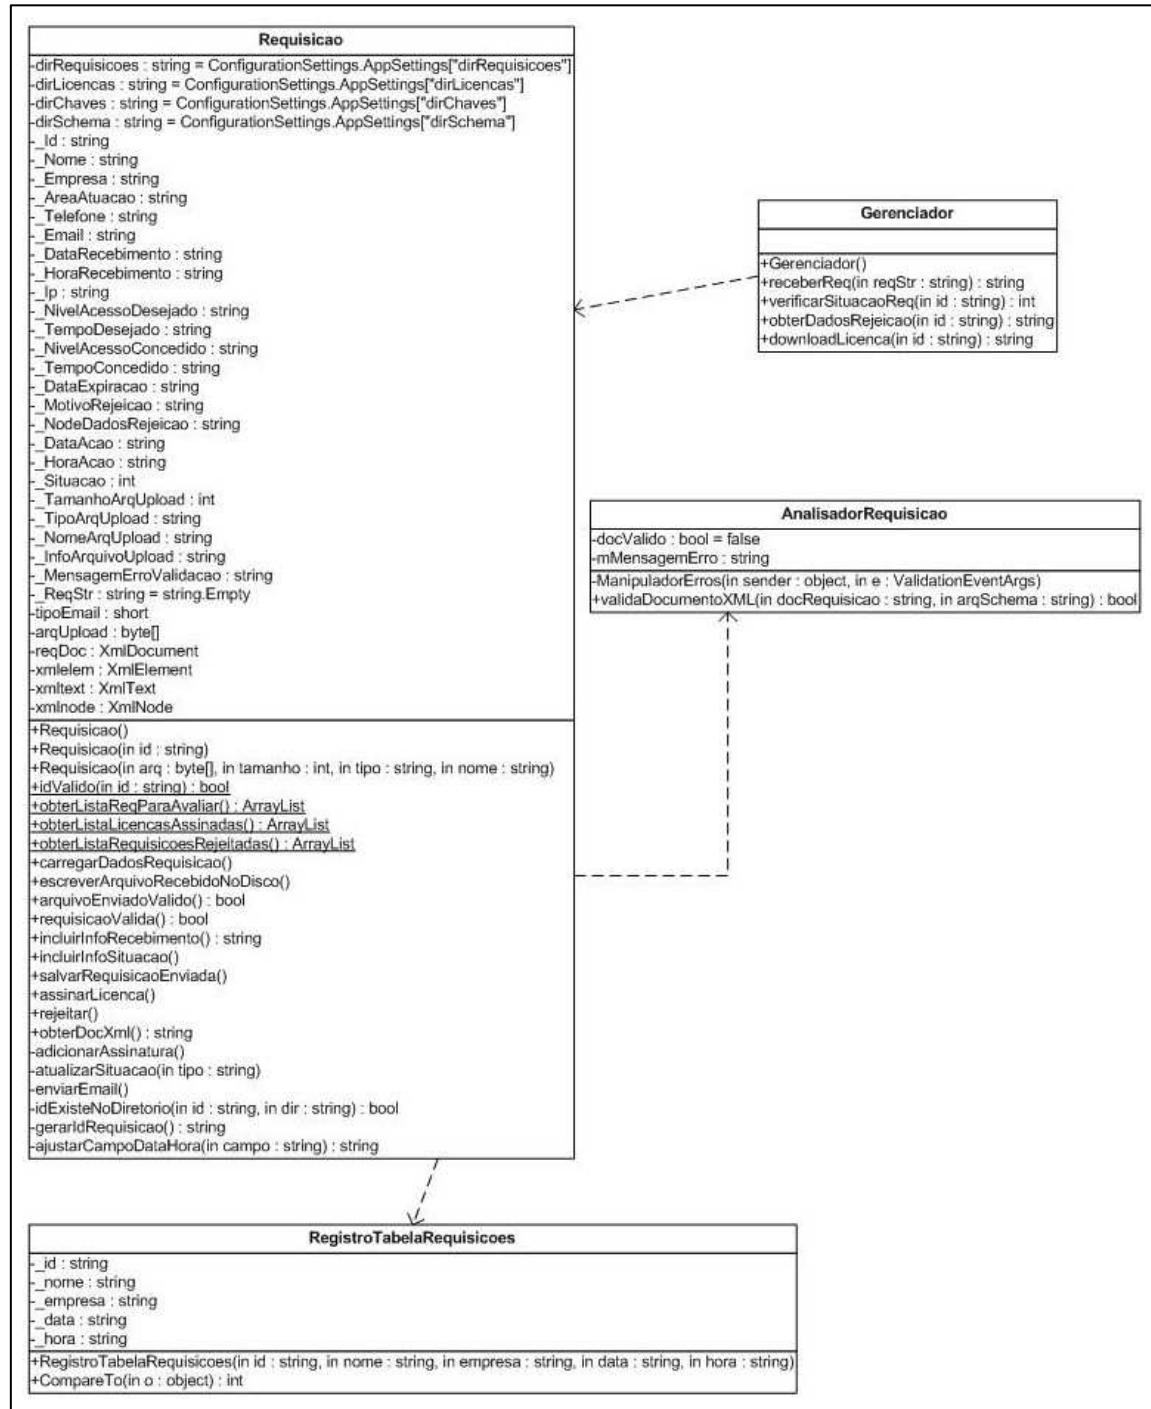 Requisicao
-dirRequisicoes : string = ConfigurationSettings.AppSettings["dirRequisicoes"]
-dirLicencas : string = ConfigurationSettings.AppSettings["dirLicencas"]
-dirChaves : string = ConfigurationSettings.AppSettings["dirChaves"]
-dirSchema : string = ConfigurationSettings.AppSettings["dirSchema"]
-_Id : string
-_Nome : string
-_Empresa : string
-_AreaAtuacao : string
-_Telefone : string
-_Email : string
-_DataRecebimento : string
-_HoraRecebimento : string
-_Ip : string
-_NivelAcessoDesejado : string
-_TempoDesejado : string
-_NivelAcessoConcedido : string
-_TempoConcedido : string
-_DataExpiracao : string
-_MotivoRejeicao : string
-_NodeDadosRejeicao : string
-_DataAcao : string
-_HoraAcao : string
-_Situacao : int
-_TamanhoArqUpload : int
-_TipoArqUpload : string
-_NomeArqUpload : string
-_InfoArquivoUpload : string
-_MensagemErroValidacao : string
-_ReqStr : string = string.Empty
-tipoEmail : short
-arqUpload : byte[]
-reqDoc : XmlDocument
-xmlelem : XmlElement
-xmltext : XmlText
-xmlnode : XmlNode
+Requisicao()
+Requisicao(in id : string)
+Requisicao(in arq : byte[], in tamanho : int, in tipo : string, in nome : string)
+idValido(in id : string) : bool
+obterListaReqParaAvaliar() : ArrayList
+obterListaLicencasAssinadas() : ArrayList
+obterListaRequisicoesRejeitadas() : ArrayList
+carregarDadosRequisicao()
+escreverArquivoRecebidoNoDisco()
+arquivoEnviadoValido() : bool
+requisicaoValida() : bool
+incluirInfoRecebimento() : string
+incluirInfoSituacao()
+salvarRequisicaoEnviada()
+assinarLicenca()
+rejeitar()
+obterDocXml() : string
-adicionarAssinatura()
-atualizarSituacao(in tipo : string)
-enviarEmail()
-idExisteNoDiretorio(in id : string, in dir : string) : bool
-gerarIdRequisicao() : string
-ajustarCampoDataHora(in campo : string) : string
Gerenciador
+Gerenciador()
+receberReq(in reqStr : string) : string
+verificarSituacaoReq(in id : string) : int
+obterDadosRejeicao(in id : string) : string
+downloadLicenca(in id : string) : string
AnalisadorRequisicao
-docValido : bool = false
-mMensagemErro : string
-ManipuladorErros(in sender : object, in e : ValidationEventArgs)
+validaDocumentoXML(in docRequisicao : string, in arqSchema : string) : bool
RegistroTabelaRequisicoes
-_id : string
-_nome : string
-_empresa : string
-_data : string
-_hora : string
+RegistroTabelaRequisicoes(in id : string, in nome : string, in empresa : string, in data : string, in hora : string)
+CompareTo(in o : object) : int